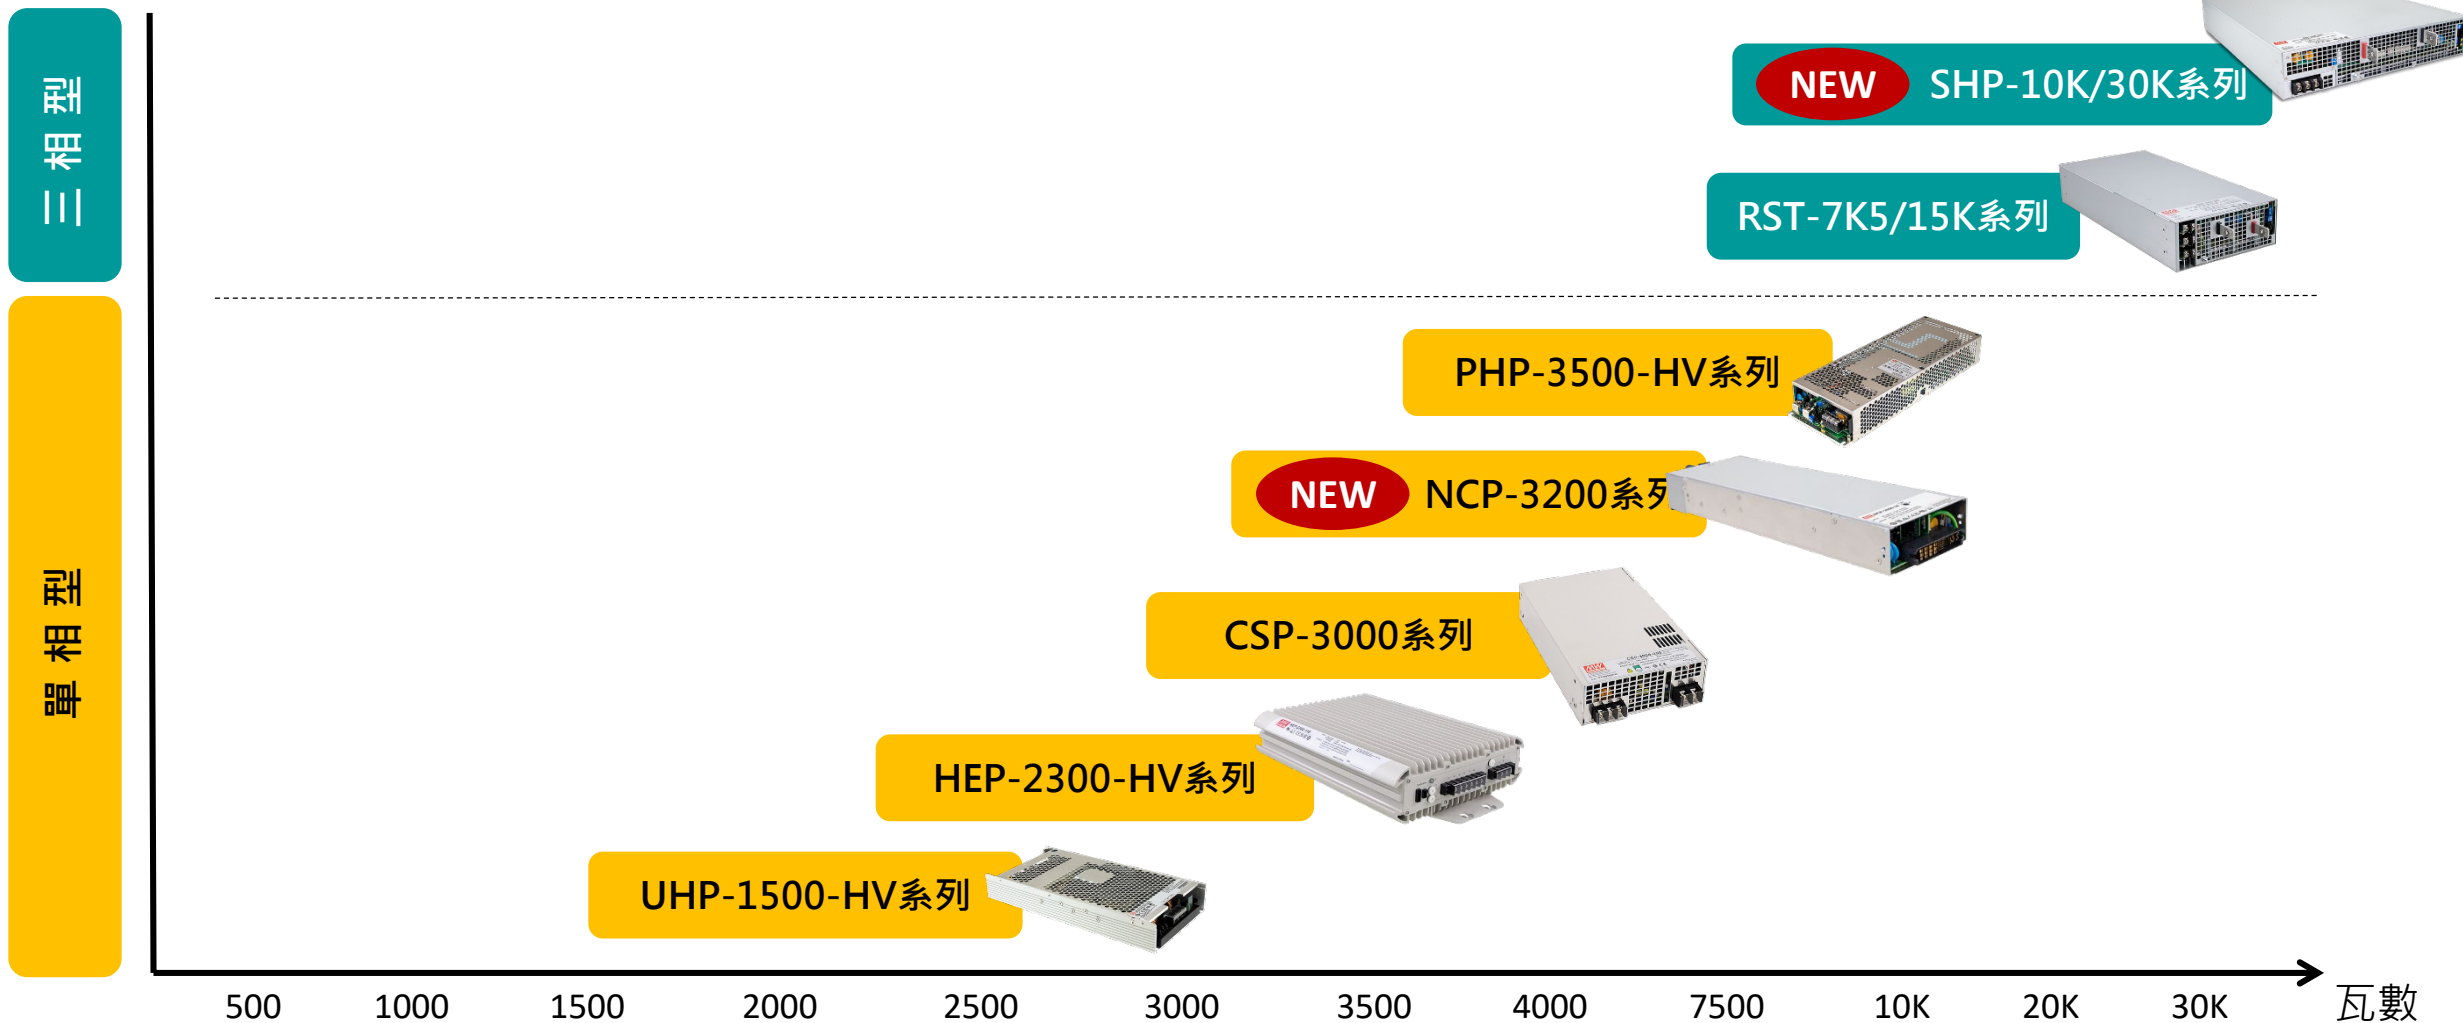 三相型
NEW SHP-10K/30K系列
RST-7K5/15K系列
單相型
PHP-3500-HV系列
NEW NCP-3200系列
CSP-3000系列
HEP-2300-HV系列
UHP-1500-HV系列
500 1000 1500 2000 2500 3000 3500 4000 7500 10K 20K 30K 瓦數